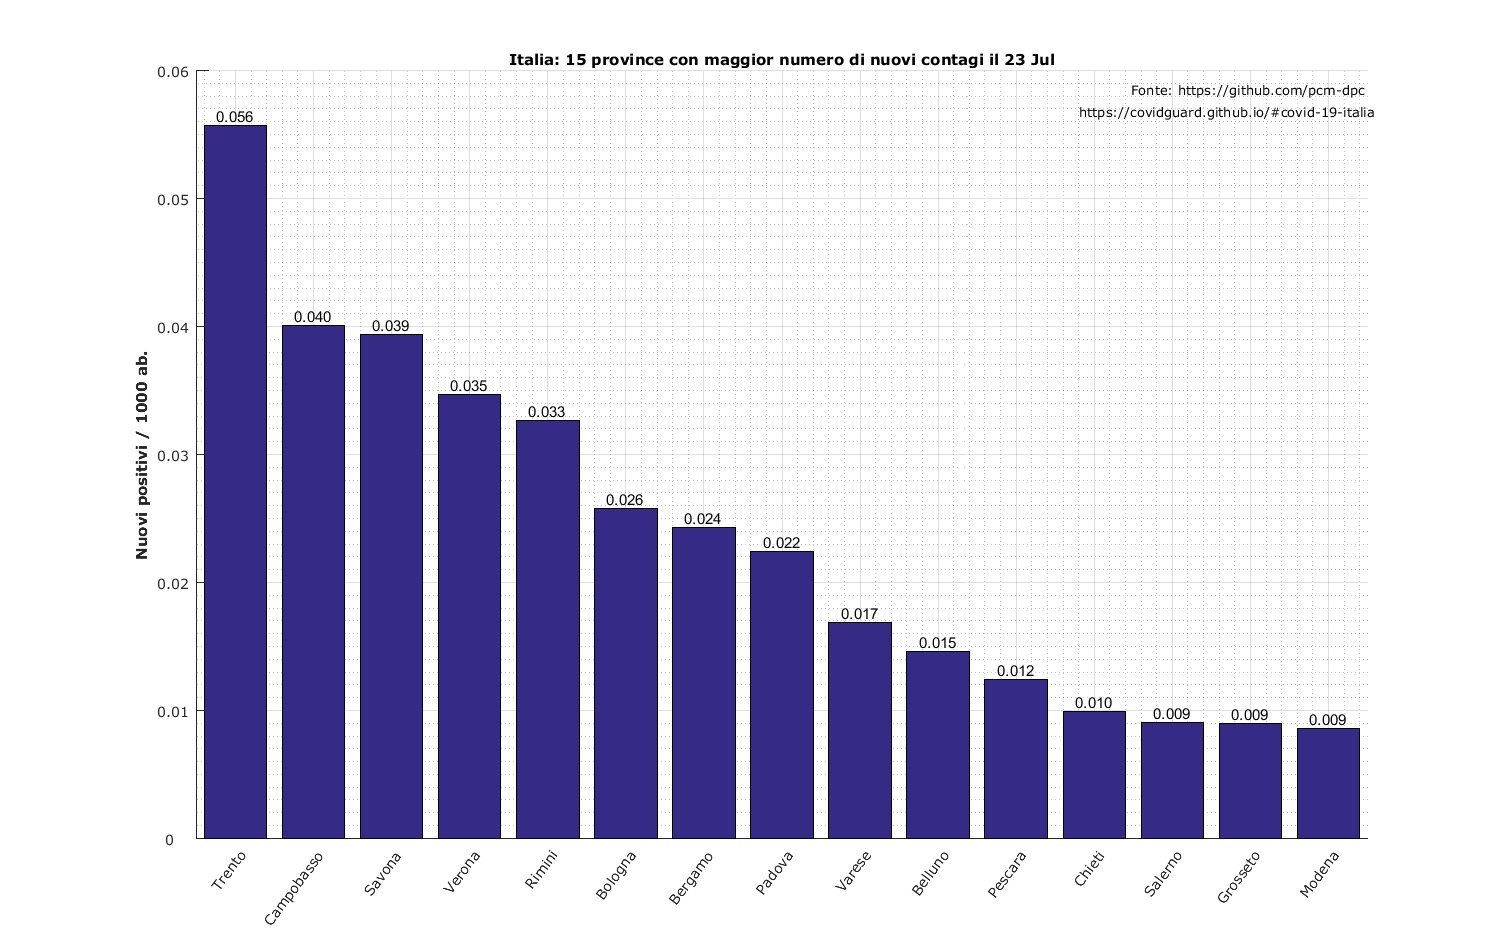 Italia: 15 province con maggior numero di nuovi contagi il 23 Jul
Fonte: https://github.com/pcm-dpc
https://covidguard.github.io/#covid-19-italia
Nuovi positivi / 1000 ab.
0.06
0.05
0.04
0.03
0.02
0.01
0
0.056
0.040
0.039
0.035
0.033
0.026
0.024
0.022
0.017
0.015
0.012
0.010
0.009
0.009
0.009
Trento
Campobasso
Savona
Verona
Rimini
Bologna
Bergamo
Padova
Varese
Belluno
Pescara
Chieti
Salerno
Grosseto
Modena